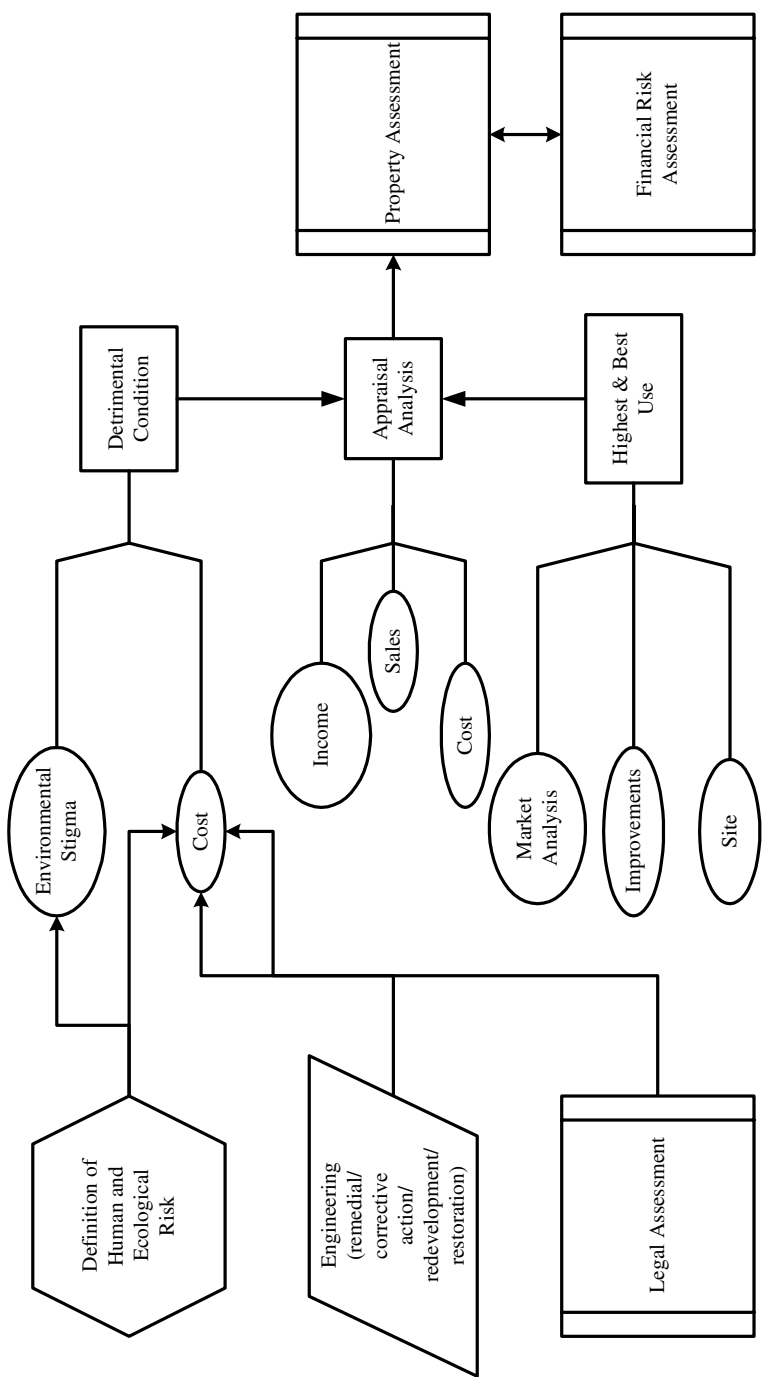 Definition of
Human and
Ecological
Risk
Engineering
(remedial/
corrective
action/
redevelopment/
restoration)
Legal Assessment
Environmental
Stigma
Cost
Income
Sales
Cost
Market
Analysis
Improvements
Site
Detrimental
Condition
Appraisal
Analysis
Highest & Best
Use
Property Assessment
Financial Risk
Assessment